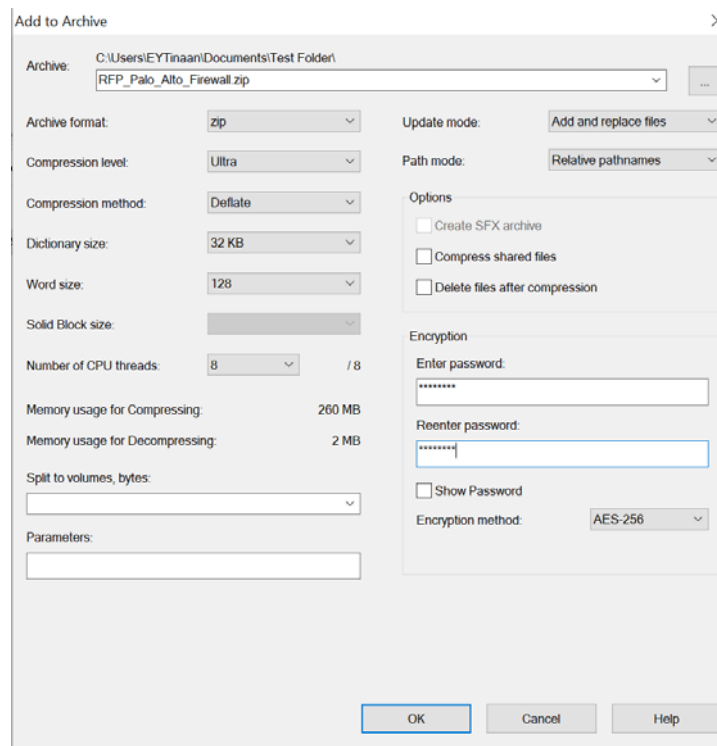 Add to Archive
Archive:
C:\Users\EYTinaan\Documents\Test Folder\
RFP_Palo_Alto_Firewall.zip
...
Archive format:
zip
Compression level:
Ultra
Compression method:
Deflate
Dictionary size:
32 KB
Word size:
128
Solid Block size:
Number of CPU threads:
8
/ 8
Memory usage for Compressing:
260 MB
Memory usage for Decompressing:
2 MB
Split to volumes, bytes:
Parameters:
Update mode:
Add and replace files
Path mode:
Relative pathnames
Options
Create SFX archive
Compress shared files
Delete files after compression
Encryption
Enter password:
********
Reenter password:
********
Show Password
Encryption method:
AES-256
OK
Cancel
Help